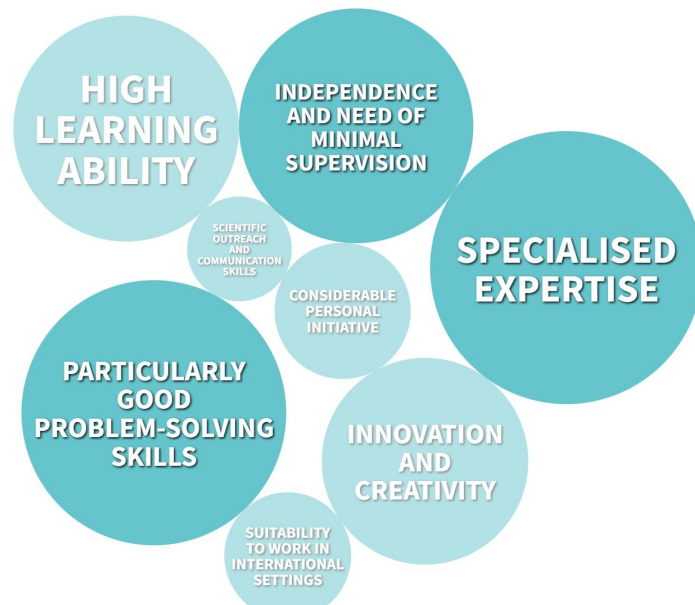 HIGH
LEARNING
ABILITY
INDEPENDENCE
AND NEED OF
MINIMAL
SUPERVISION
SPECIALISED
EXPERTISE
SCIENTIFIC
OUTREACH
AND
COMMUNICATION
SKILLS
CONSIDERABLE
PERSONAL
INITIATIVE
PARTICULARLY
GOOD
PROBLEM-SOLVING
SKILLS
INNOVATION
AND
CREATIVITY
SUITABILITY
TO WORK IN
INTERNATIONAL
SETTINGS